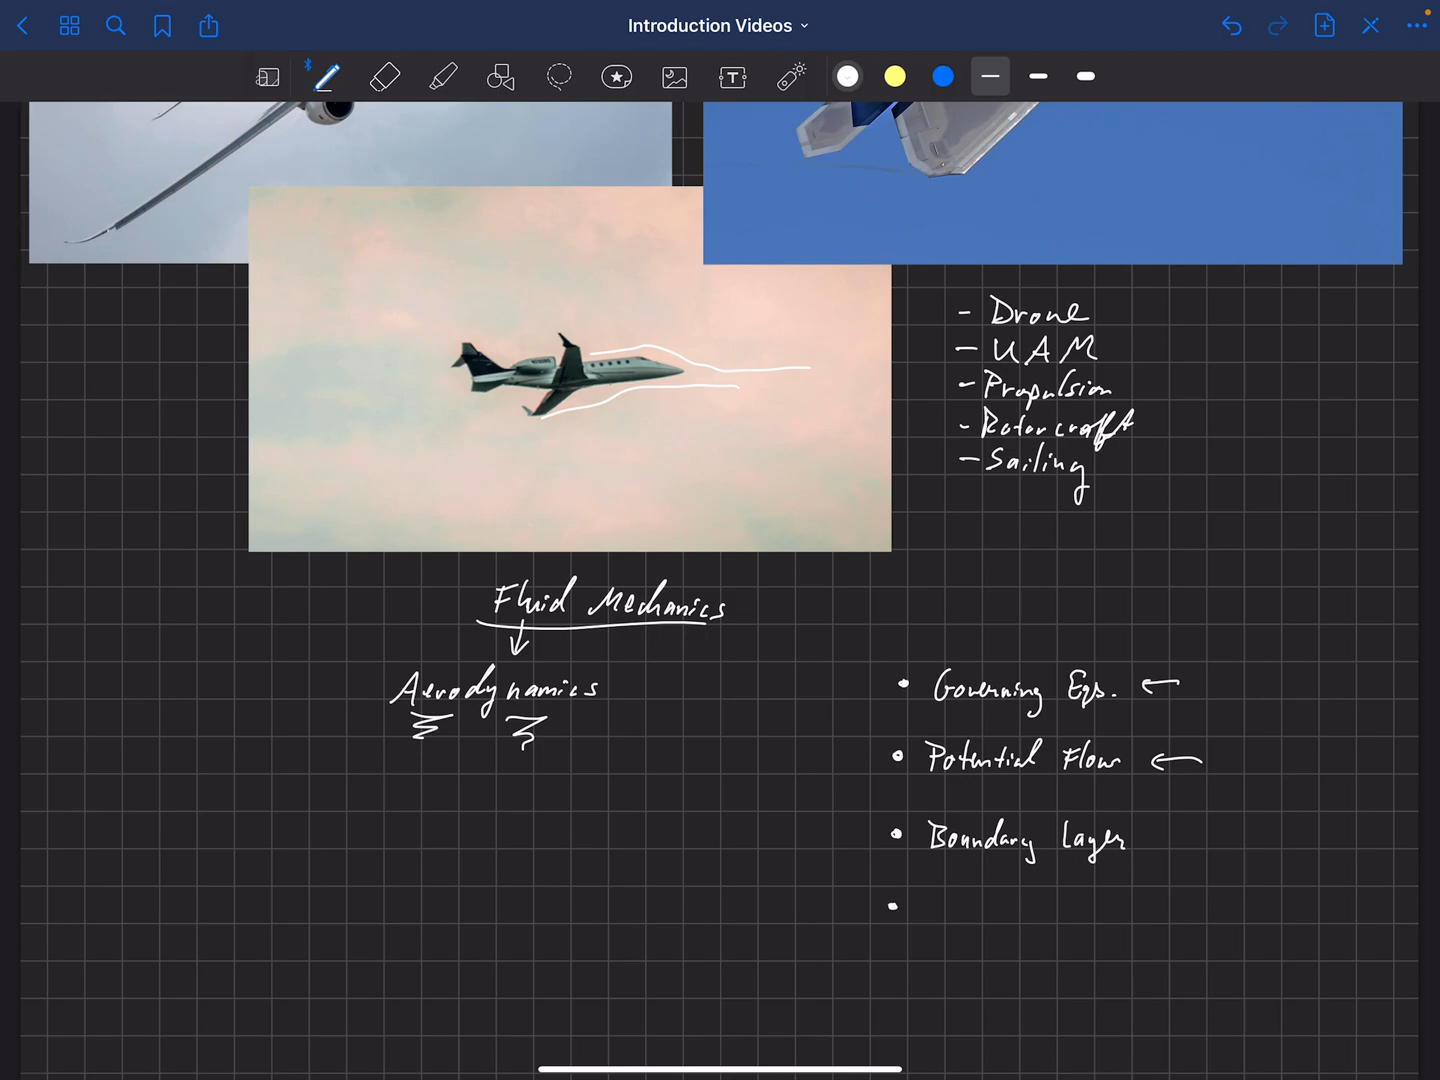 Introduction Videos
- Drone
- UAM
- Propulsion
- Rotorcraft
- Sailing
Fluid Mechanics
Aerodynamics
• Governing Eqs.
• Potential Flow
• Boundary Layer
•